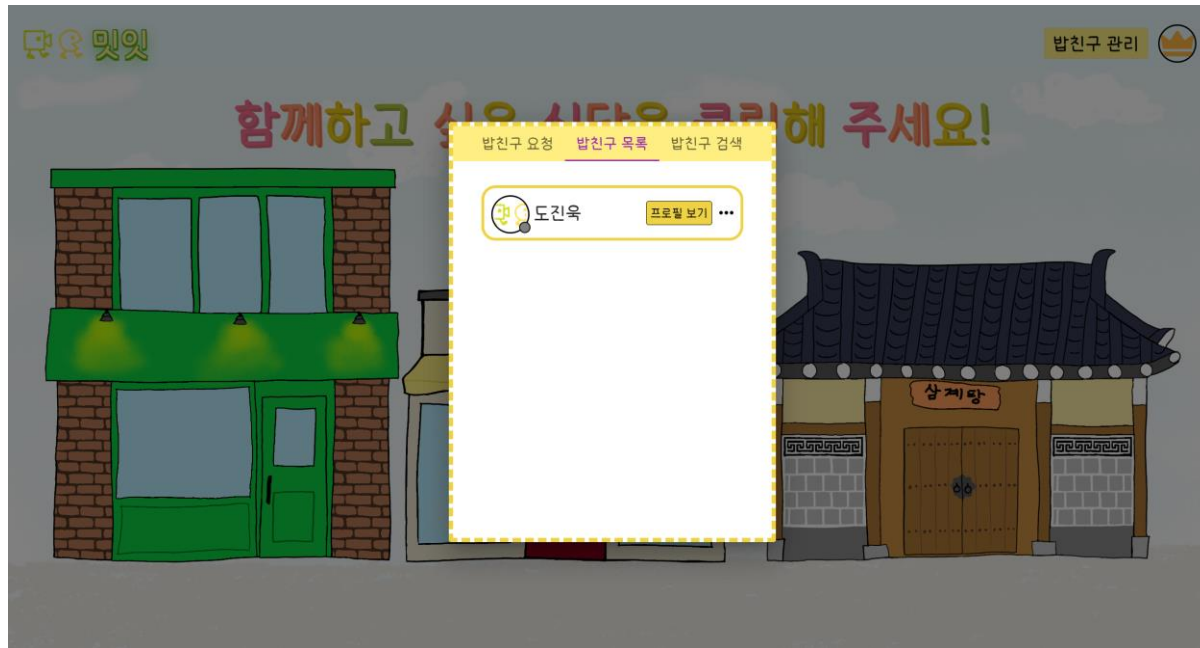 밋잇
밥친구 관리
함께하고 주세요!
밥친구 요청 밥친구 목록 밥친구 검색
도진욱 프로필 보기
삼계탕